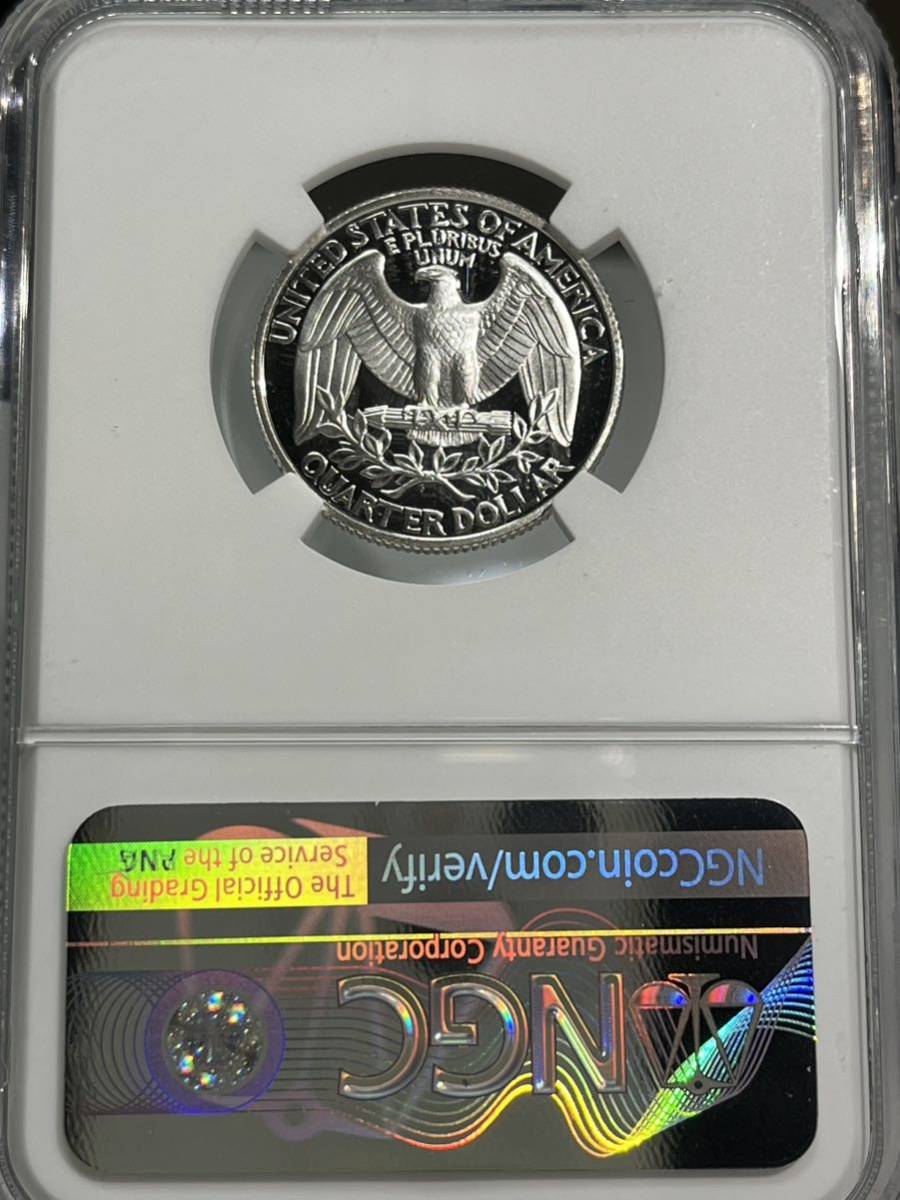 UNITED STATES OF AMERICA
E PLURIBUS
UNUM
QUARTER DOLLAR
NGC
Numismatic Guaranty Corporation
NGCcoin.com/verify
The Official Grading
Service of the ANA